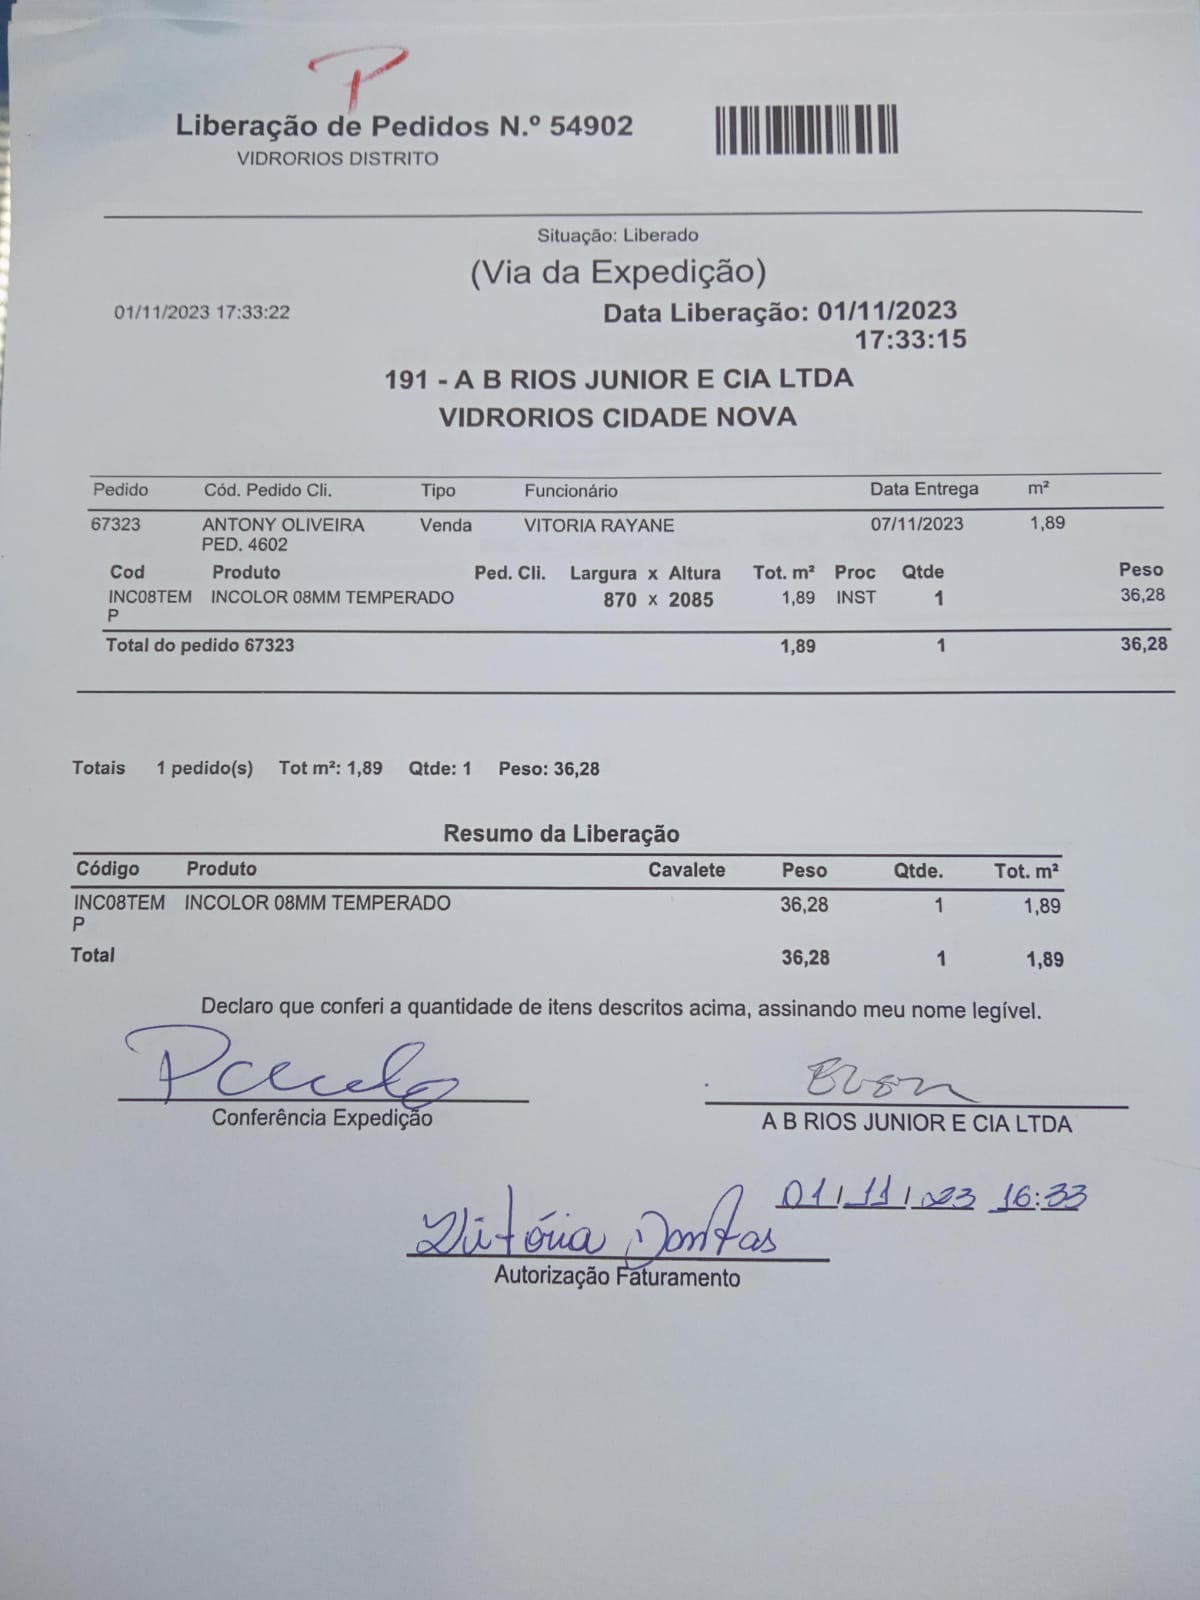 P
Liberação de Pedidos N.º 54902
VIDRORIOS DISTRITO
Situação: Liberado
(Via da Expedição)
01/11/2023 17:33:22 Data Liberação: 01/11/2023
17:33:15
191 - A B RIOS JUNIOR E CIA LTDA
VIDRORIOS CIDADE NOVA
Pedido Cód. Pedido Cli. Tipo Funcionário Data Entrega m²
67323 ANTONY OLIVEIRA Venda VITORIA RAYANE 07/11/2023 1,89
PED. 4602
Cod Produto Ped. Cli. Largura x Altura Tot. m² Proc Qtde Peso
INC08TEM INCOLOR 08MM TEMPERADO 870 x 2085 1,89 INST 1 36,28
P
Total do pedido 67323 1,89 1 36,28
Totais 1 pedido(s) Tot m²: 1,89 Qtde: 1 Peso: 36,28
Resumo da Liberação
Código Produto Cavalete Peso Qtde. Tot. m²
INC08TEM INCOLOR 08MM TEMPERADO 36,28 1 1,89
P
Total 36,28 1 1,89
Declaro que conferi a quantidade de itens descritos acima, assinando meu nome legível.
Conferência Expedição A B RIOS JUNIOR E CIA LTDA
01/11/23 16:33
Vitória Dantas
Autorização Faturamento